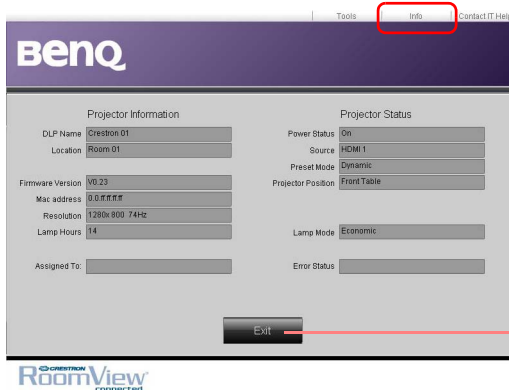 Tools Info Contact IT Help
BenQ
Projector Information
DLP Name Crestron 01
Location Room 01
Firmware Version V0.23
Mac address 0.0.ff.ff.ff.ff
Resolution 1280x 800 74Hz
Lamp Hours 14
Assigned To:
Projector Status
Power Status On
Source HDMI 1
Preset Mode Dynamic
Projector Position Front Table
Lamp Mode Economic
Error Status
Exit
CRESTRON
RoomView
connected